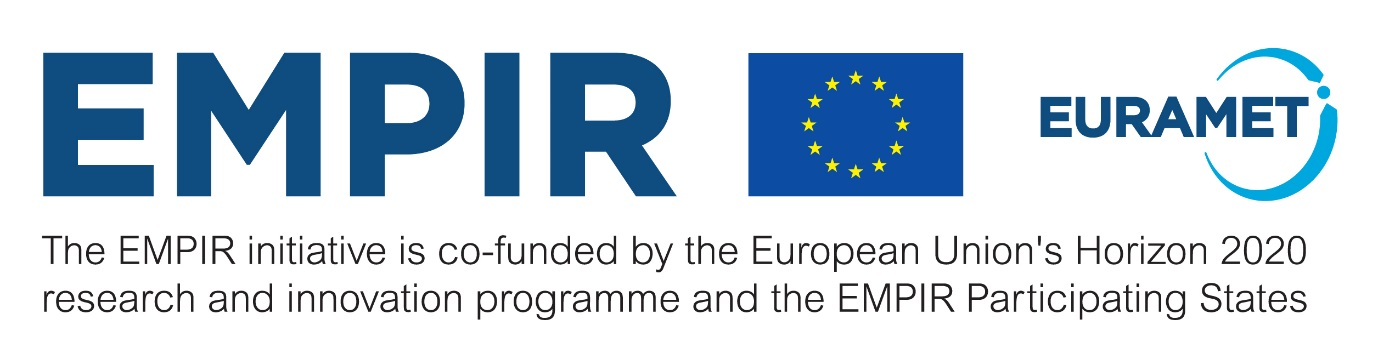 EMPIR
EURAMET
The EMPIR initiative is co-funded by the European Union's Horizon 2020
research and innovation programme and the EMPIR Participating States